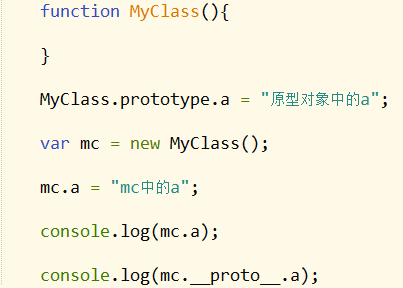 function MyClass(){
}
MyClass.prototype.a = "原型对象中的a";
var mc = new MyClass();
mc.a = "mc中的a";
console.log(mc.a);
console.log(mc.__proto__.a);